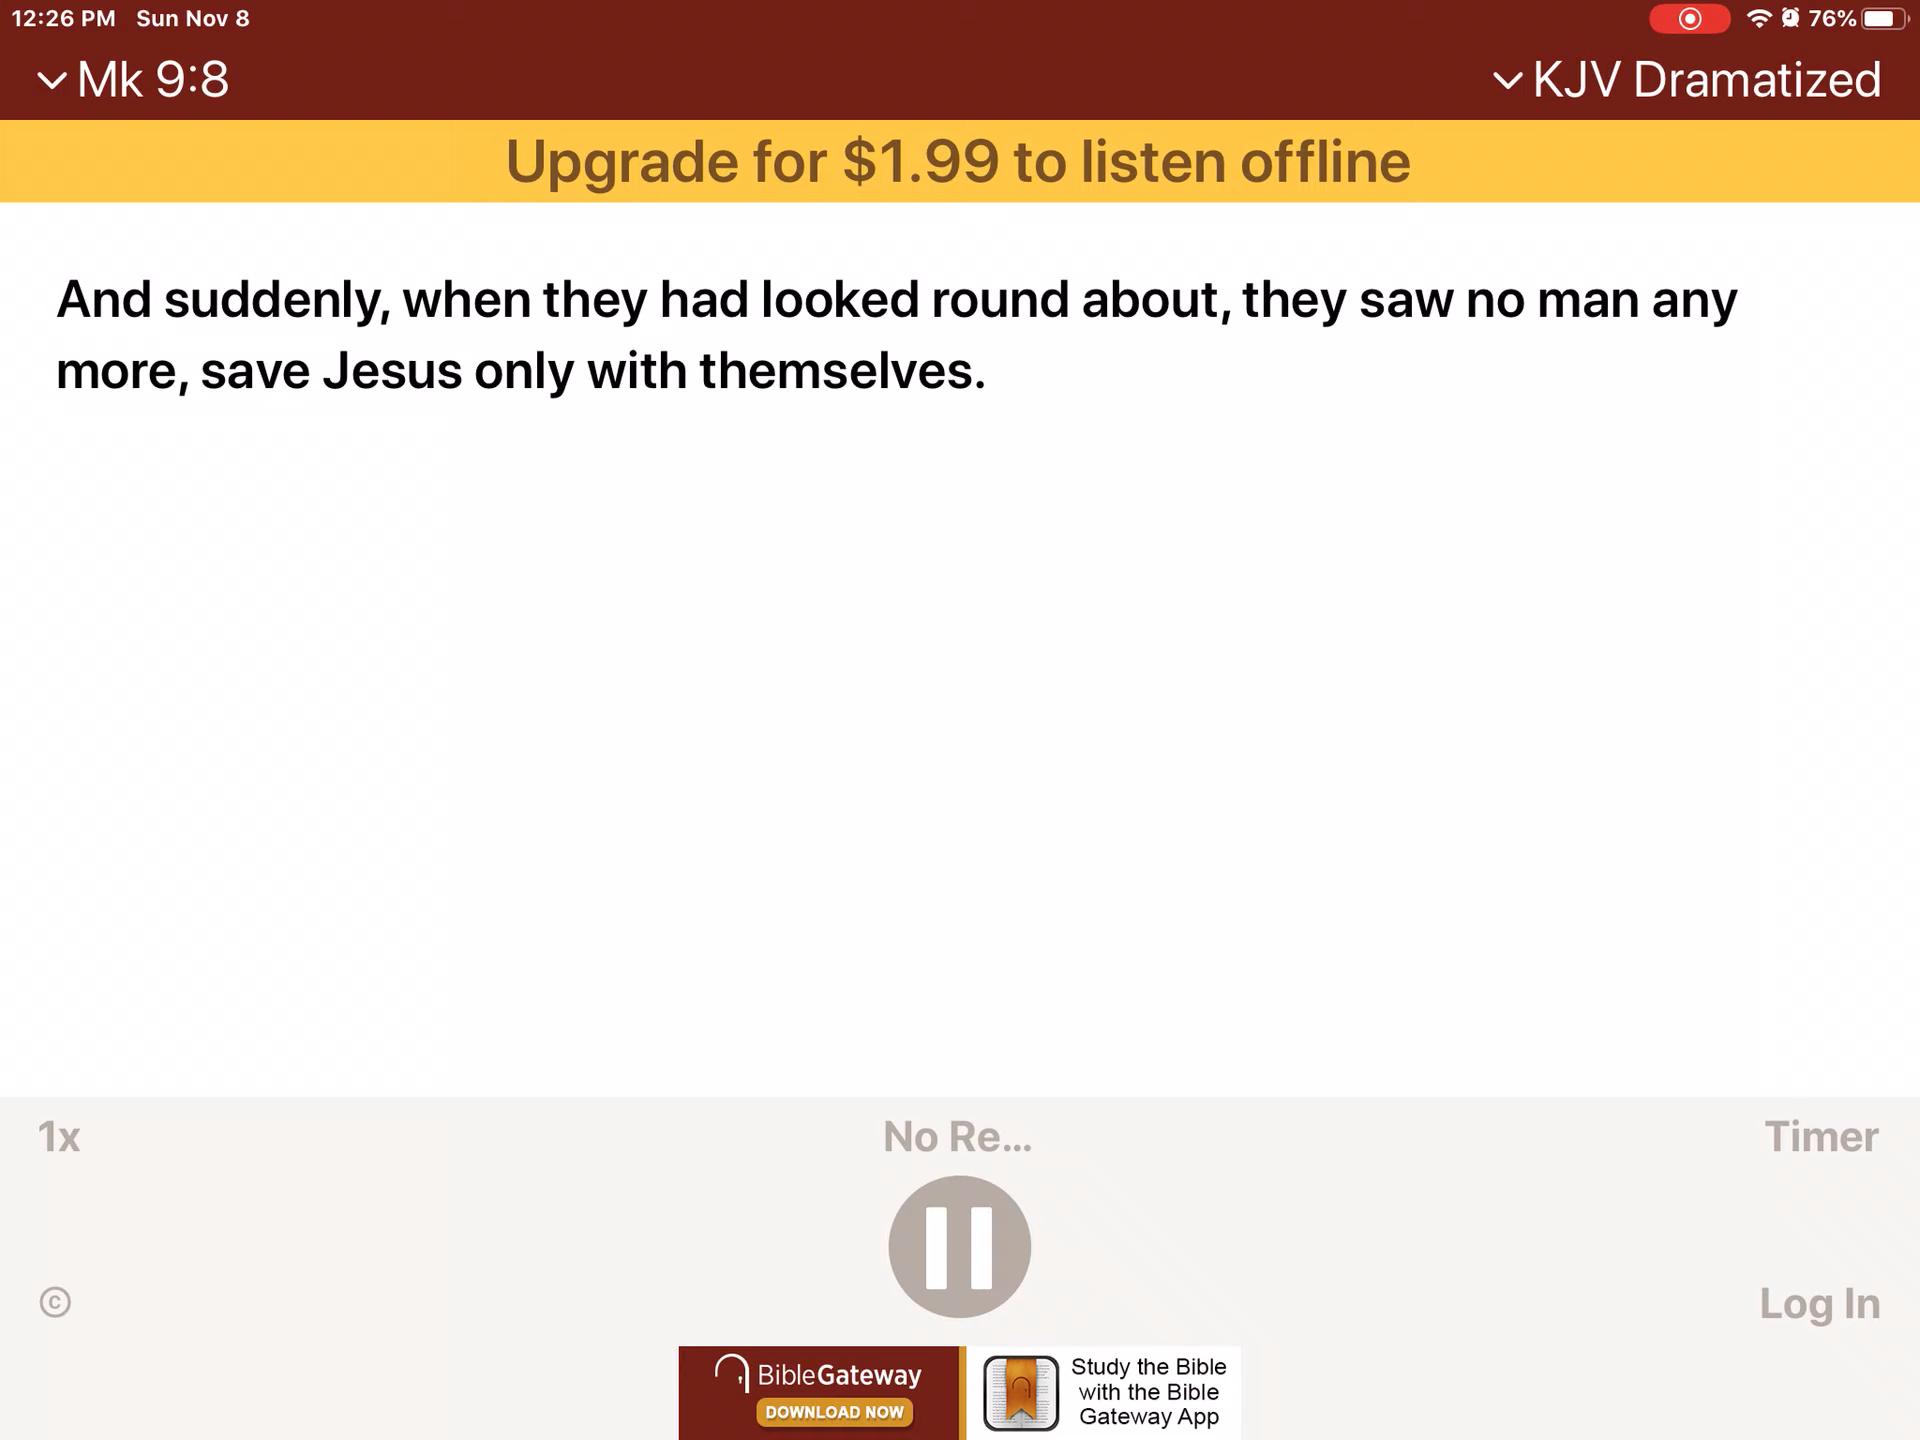 12:26 PM Sun Nov 8 76%
Mk 9:8 KJV Dramatized
Upgrade for $1.99 to listen offline
And suddenly, when they had looked round about, they saw no man any
more, save Jesus only with themselves.
1x No Re... Timer
© Log In
BibleGateway
DOWNLOAD NOW
Study the Bible
with the Bible
Gateway App